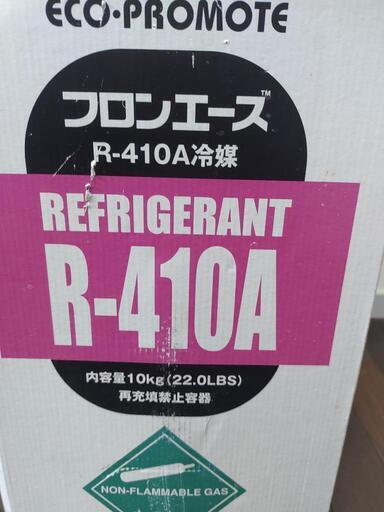 ECO-PROMOTE
フロンエース™
R-410A冷媒
REFRIGERANT
R-410A
内容量10kg(22.0LBS)
再充填禁止容器
NON-FLAMMABLE GAS